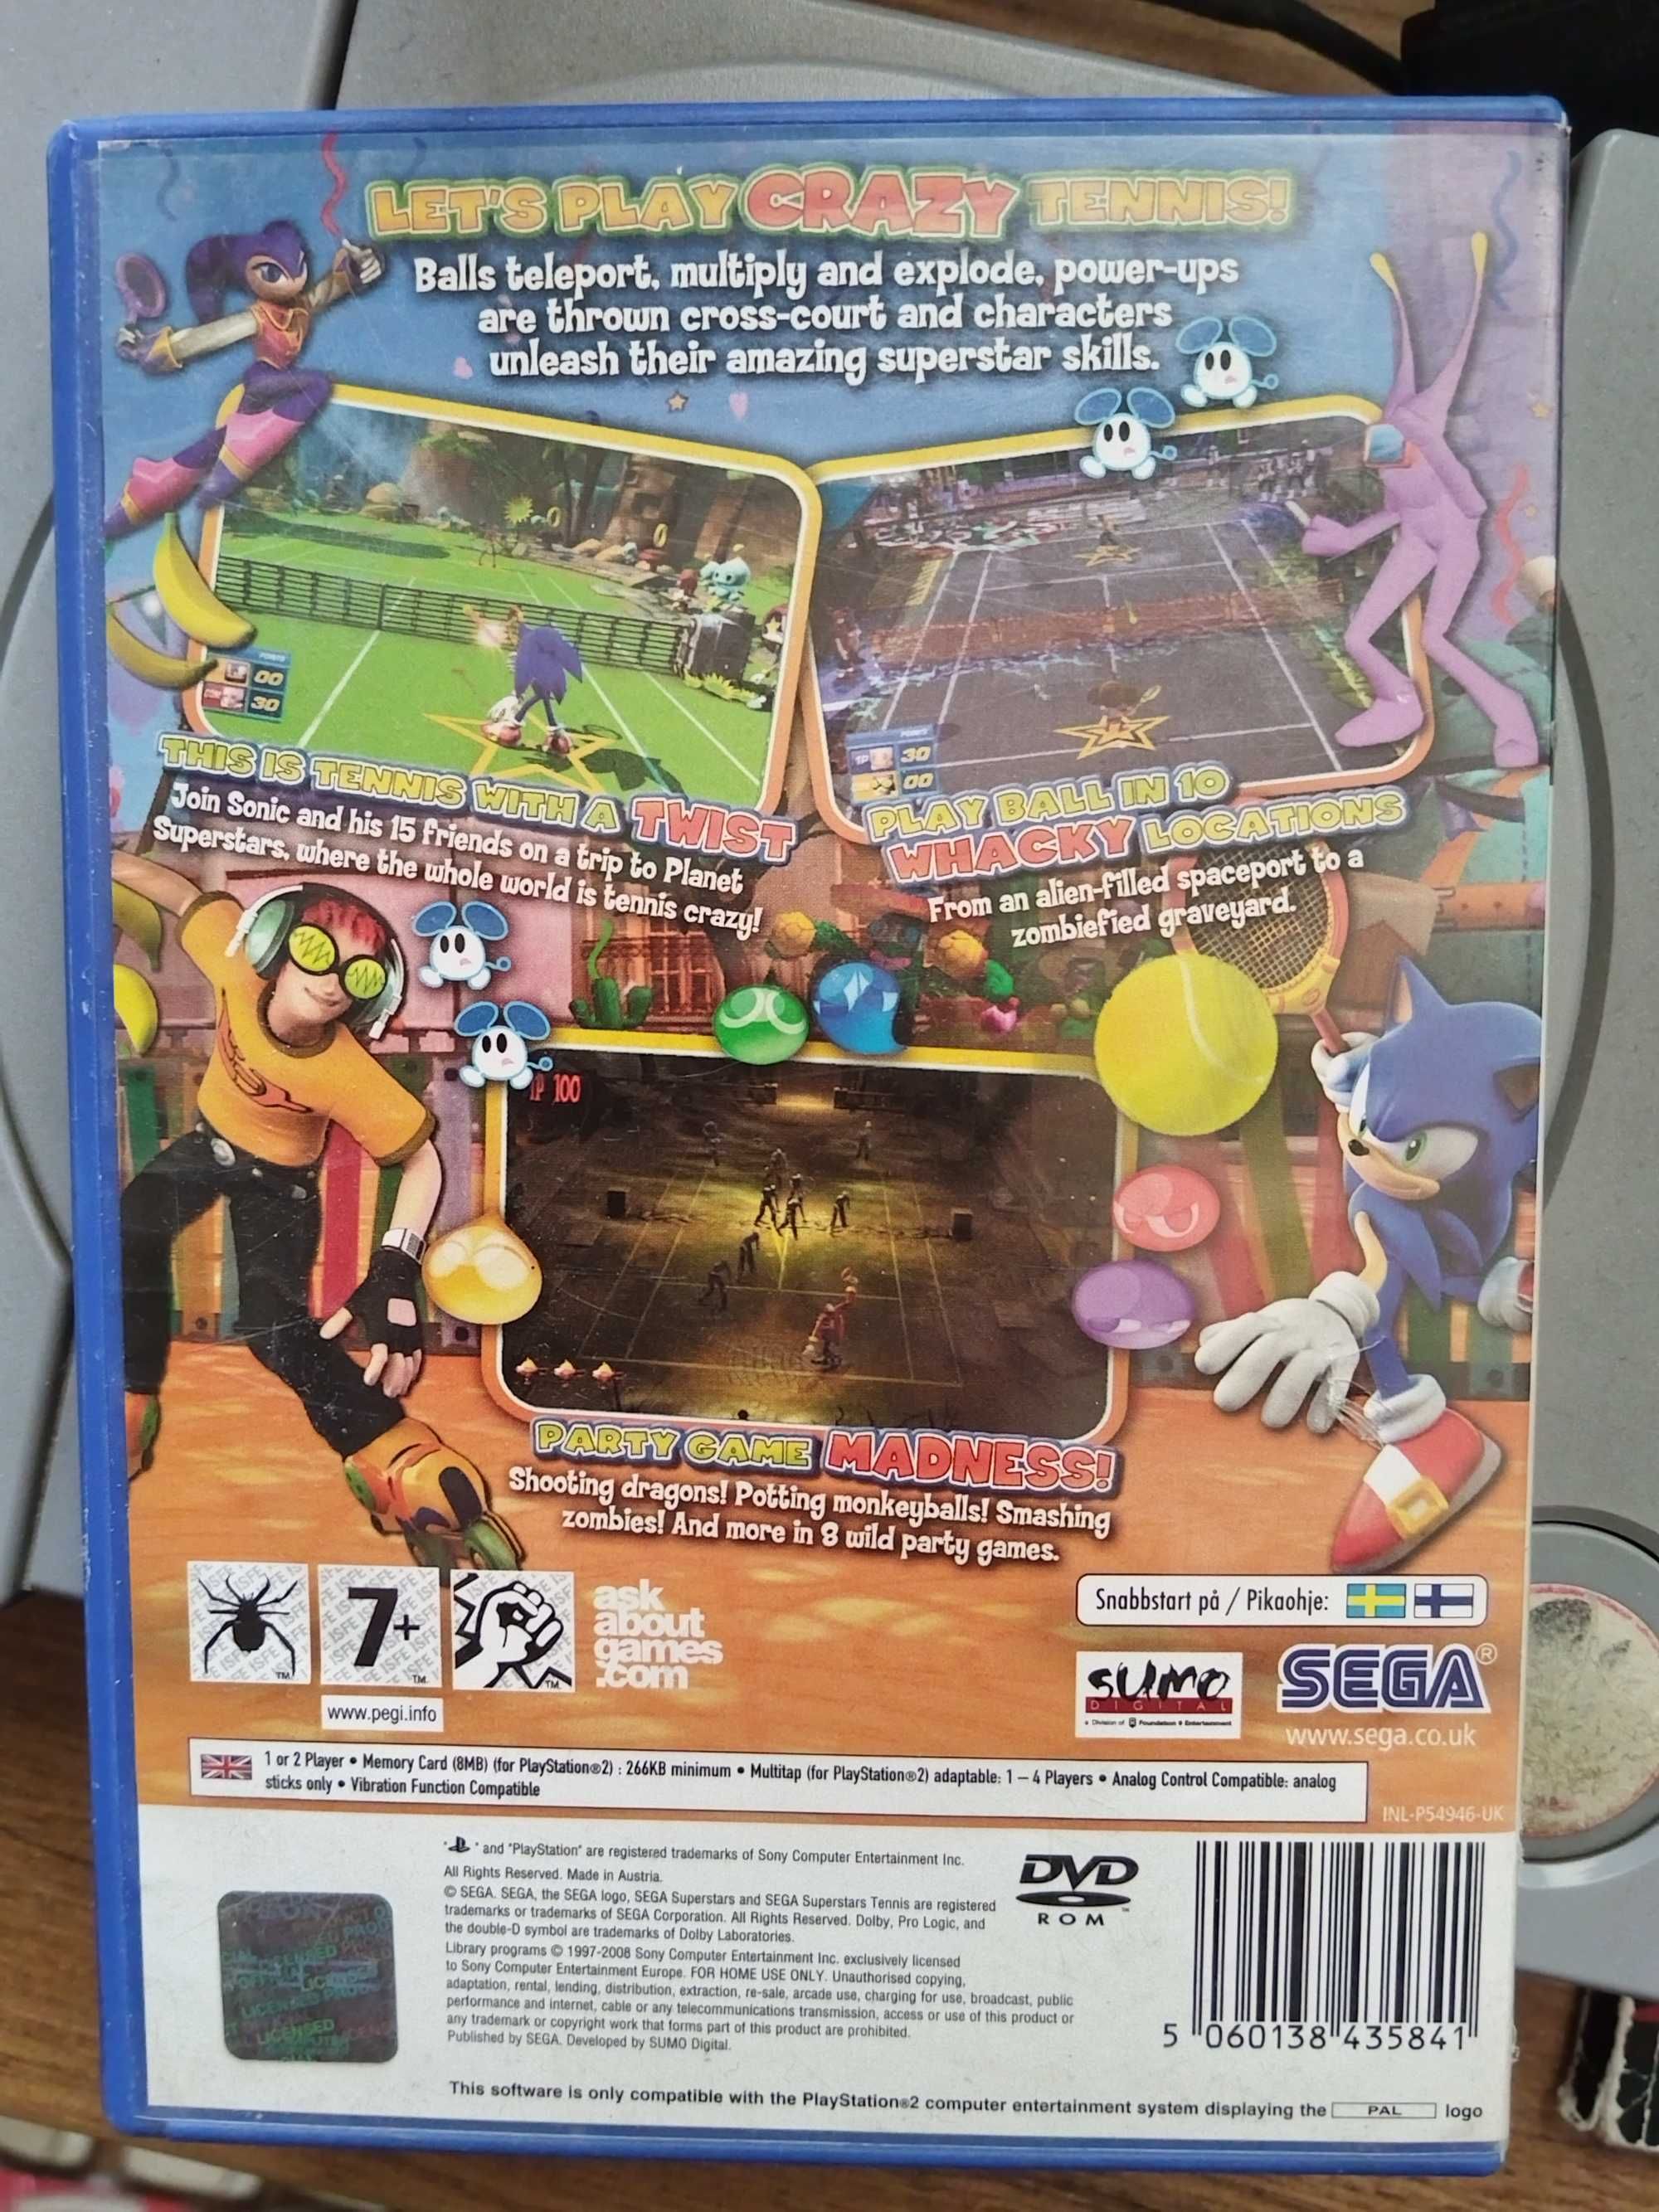 LET'S PLAY CRAZY TENNIS!
Balls teleport, multiply and explode, power-ups
are thrown cross-court and characters
unleash their amazing superstar skills.
POINTS
00
30
POINTS
30
00
THIS IS TENNIS WITH A TWIST
Join Sonic and his 15 friends on a trip to Planet
Superstars, where the whole world is tennis crazy!
PLAY BALL IN 10
WHACKY LOCATIONS
From an alien-filled spaceport to a
zombiefied graveyard.
1P 100
PARTY GAME MADNESS!
Shooting dragons! Potting monkeyballs! Smashing
zombies! And more in 8 wild party games.
7+
TM TM TM
www.pegi.info
ask
about
games
.com
Snabbstart på / Pikaohje:
SUMO
DIGITAL
a Division of Foundation 9 Entertainment
SEGA®
www.sega.co.uk
1 or 2 Player • Memory Card (8MB) (for PlayStation®2) : 266KB minimum • Multitap (for PlayStation®2) adaptable: 1 – 4 Players • Analog Control Compatible: analog
sticks only • Vibration Function Compatible
INL-P54946-UK
" " and "PlayStation" are registered trademarks of Sony Computer Entertainment Inc.
All Rights Reserved. Made in Austria.
© SEGA. SEGA, the SEGA logo, SEGA Superstars and SEGA Superstars Tennis are registered
trademarks or trademarks of SEGA Corporation. All Rights Reserved. Dolby, Pro Logic, and
the double-D symbol are trademarks of Dolby Laboratories.
Library programs © 1997-2008 Sony Computer Entertainment Inc. exclusively licensed
to Sony Computer Entertainment Europe. FOR HOME USE ONLY. Unauthorised copying,
adaptation, rental, lending, distribution, extraction, re-sale, arcade use, charging for use, broadcast, public
performance and internet, cable or any telecommunications transmission, access or use of this product or
any trademark or copyright work that forms part of this product are prohibited.
Published by SEGA. Developed by SUMO Digital.
DVD
ROM
5 060138 435841
LICENSED
This software is only compatible with the PlayStation®2 computer entertainment system displaying the PAL logo